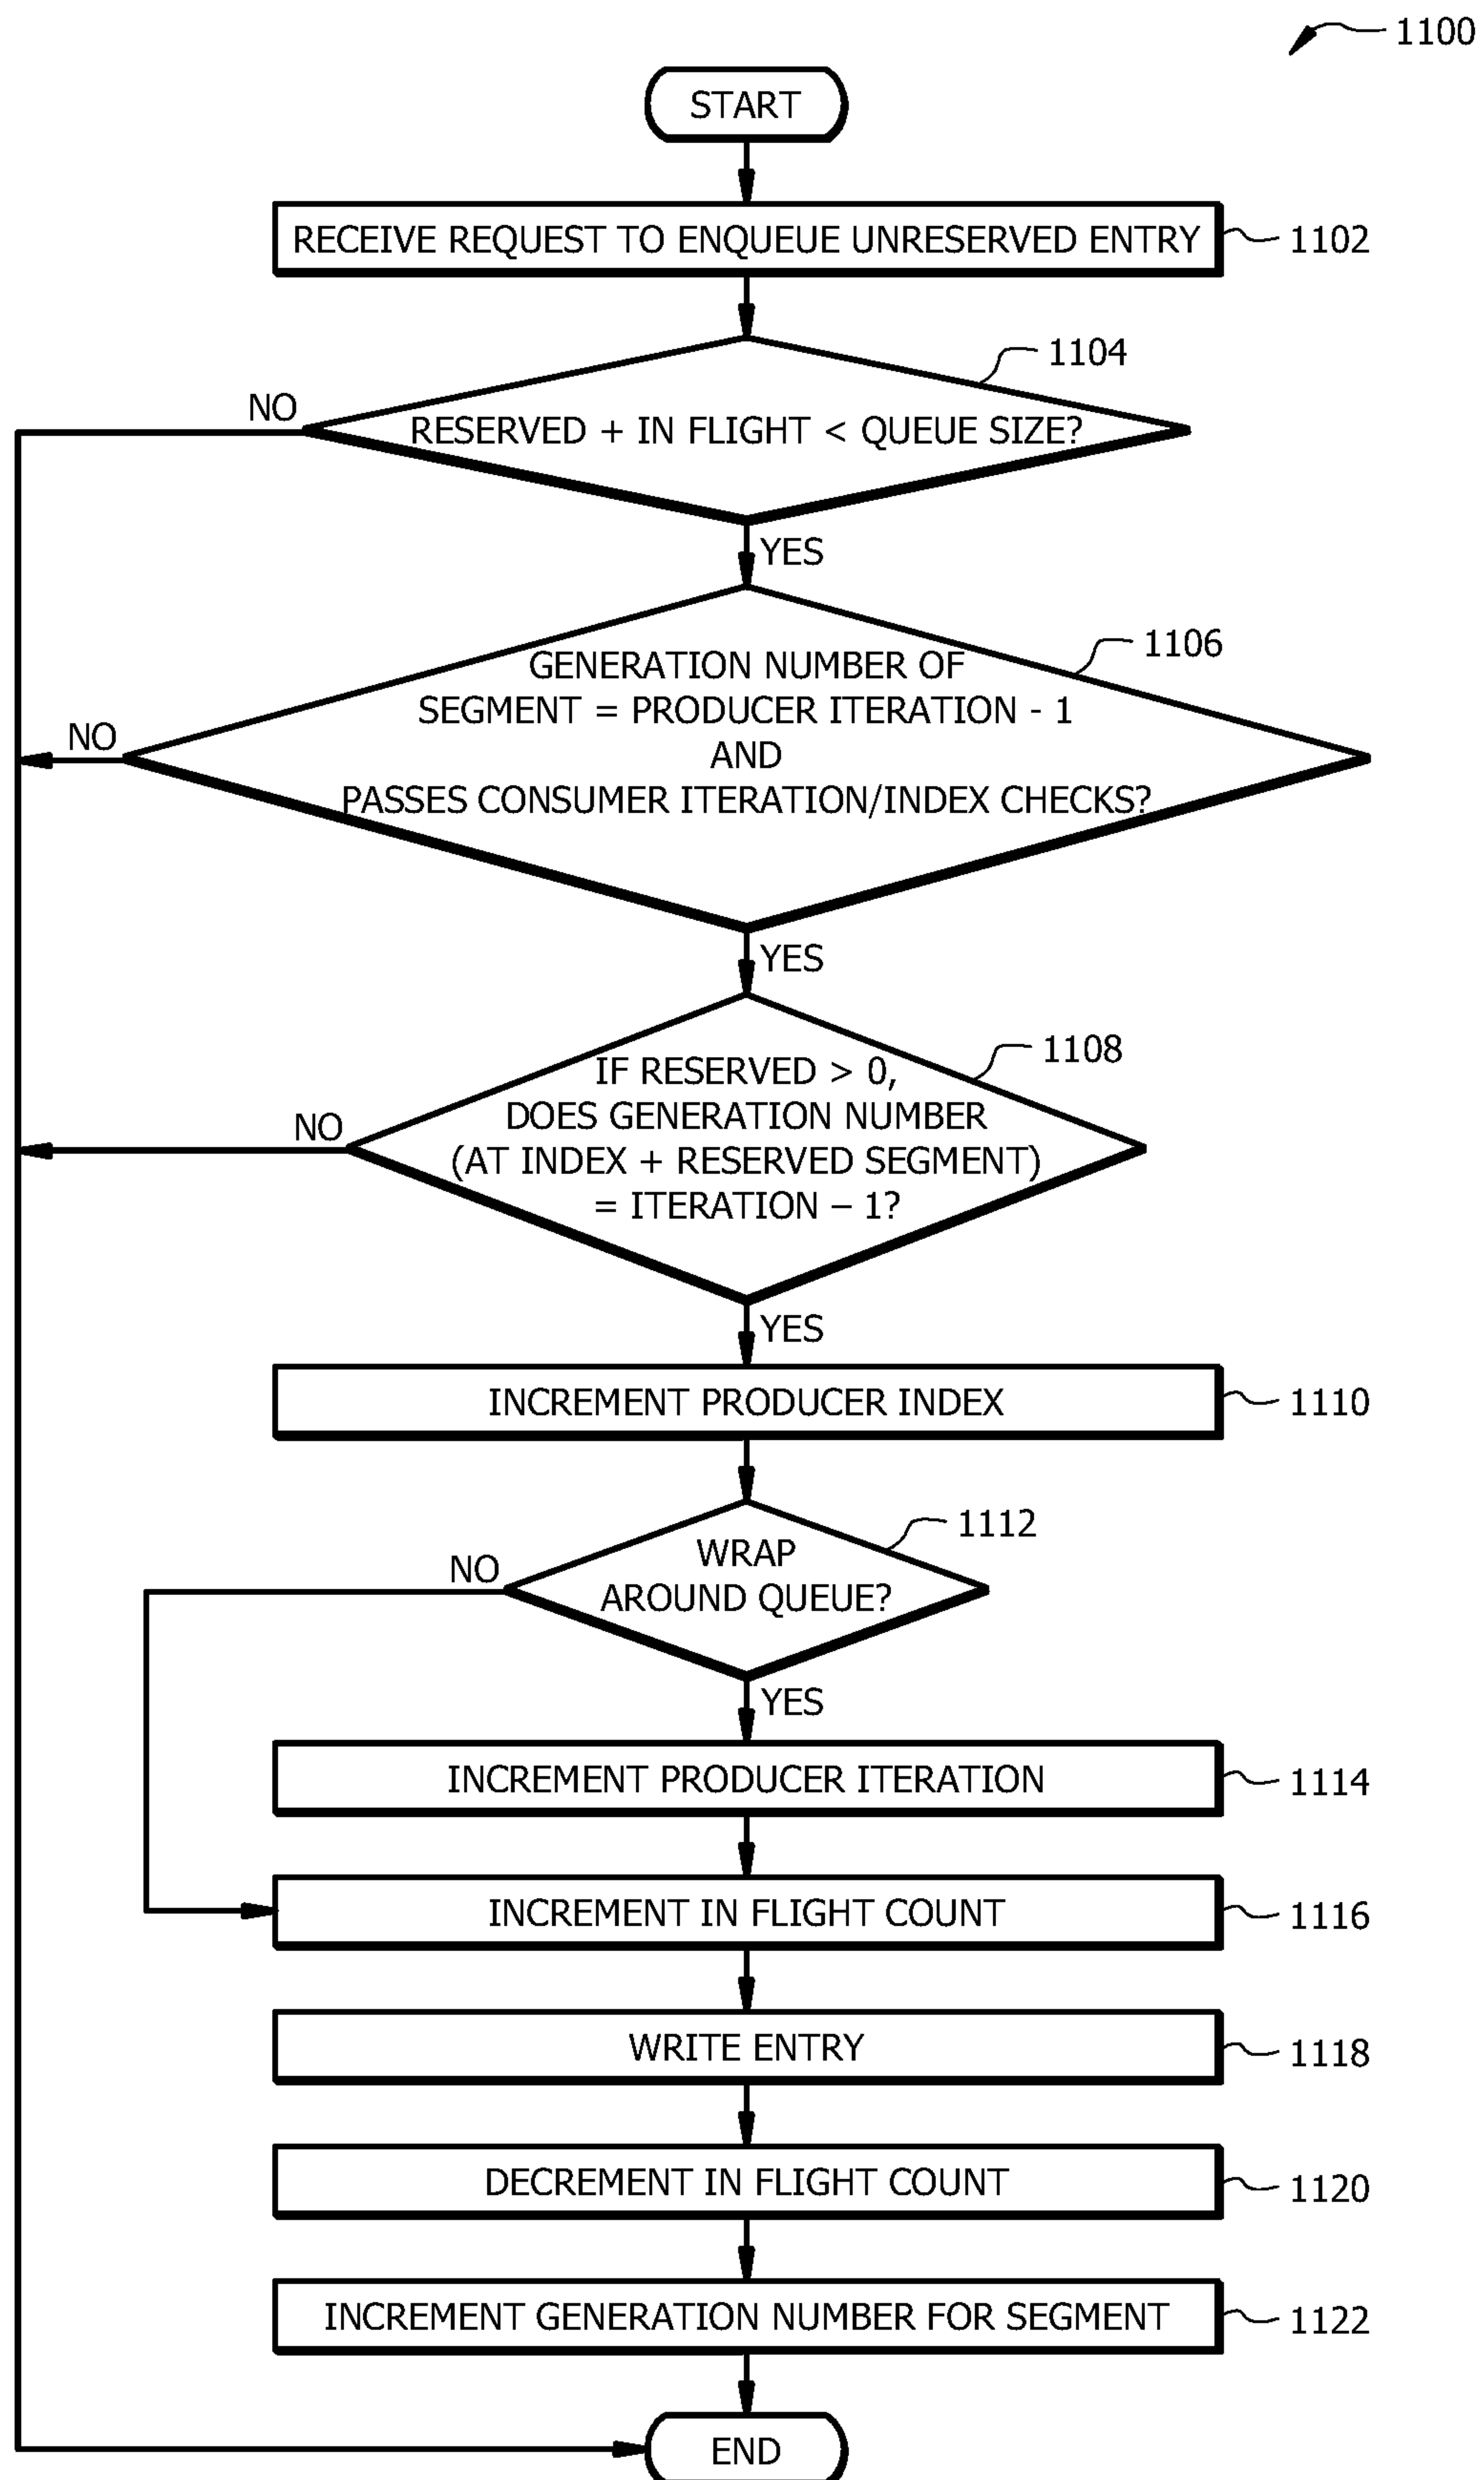 1100
START
RECEIVE REQUEST TO ENQUEUE UNRESERVED ENTRY
1102
1104
NO
RESERVED + IN FLIGHT < QUEUE SIZE?
YES
1106
GENERATION NUMBER OF
SEGMENT = PRODUCER ITERATION - 1
NO
AND
PASSES CONSUMER ITERATION/INDEX CHECKS?
YES
1108
IF RESERVED > 0,
DOES GENERATION NUMBER
NO
(AT INDEX + RESERVED SEGMENT)
= ITERATION – 1?
YES
INCREMENT PRODUCER INDEX
1110
1112
WRAP
NO
AROUND QUEUE?
YES
INCREMENT PRODUCER ITERATION
1114
INCREMENT IN FLIGHT COUNT
1116
WRITE ENTRY
1118
DECREMENT IN FLIGHT COUNT
1120
INCREMENT GENERATION NUMBER FOR SEGMENT
1122
END